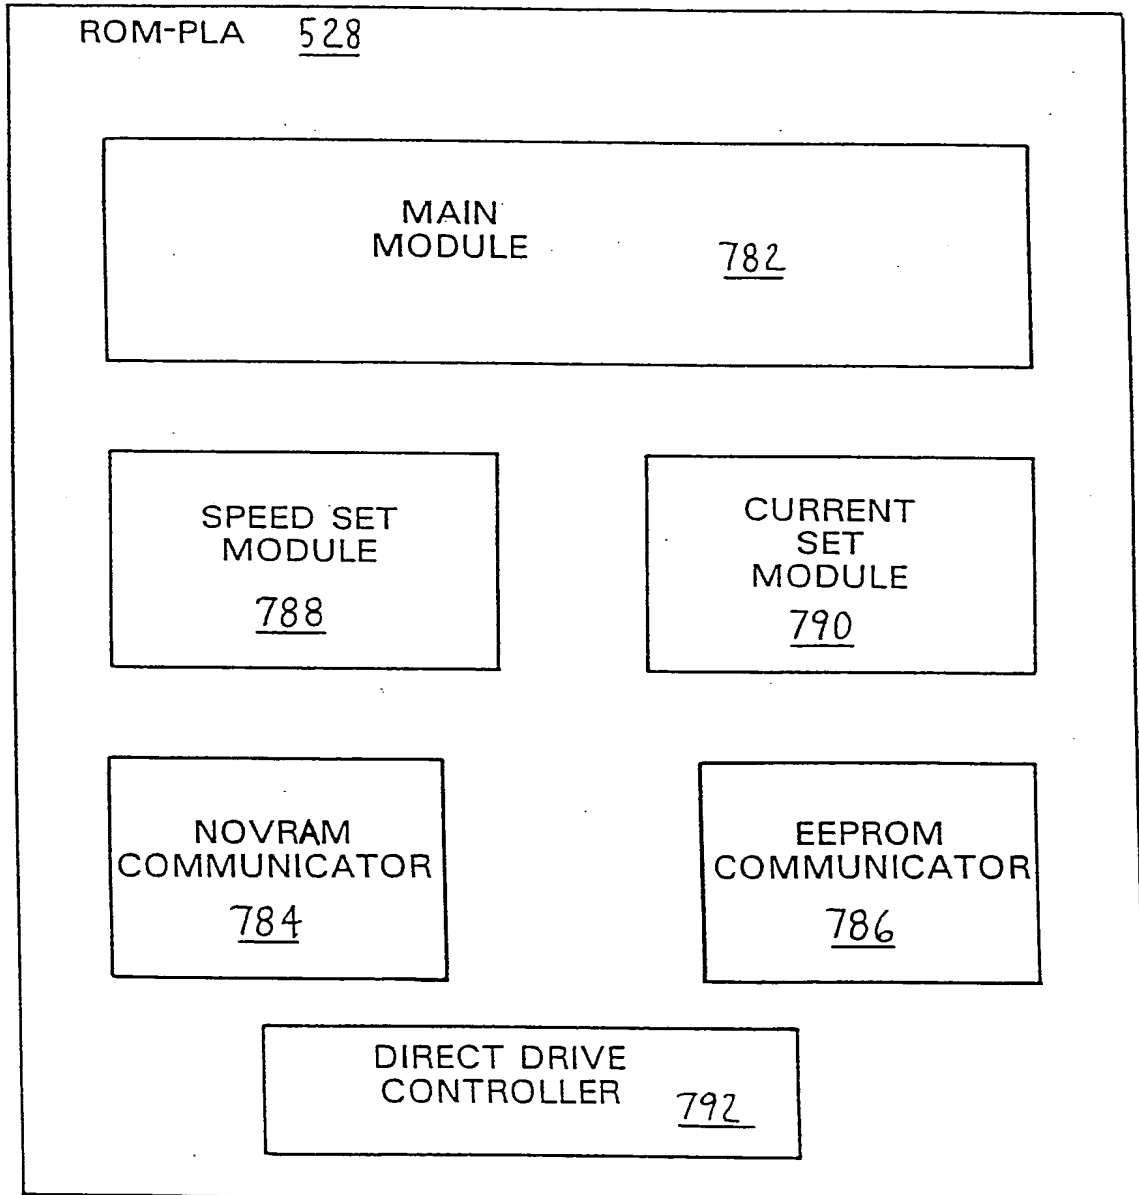 ROM-PLA 528
MAIN
MODULE 782
SPEED SET
MODULE
788
CURRENT
SET
MODULE
790
NOVRAM
COMMUNICATOR
784
EEPROM
COMMUNICATOR
786
DIRECT DRIVE
CONTROLLER 792